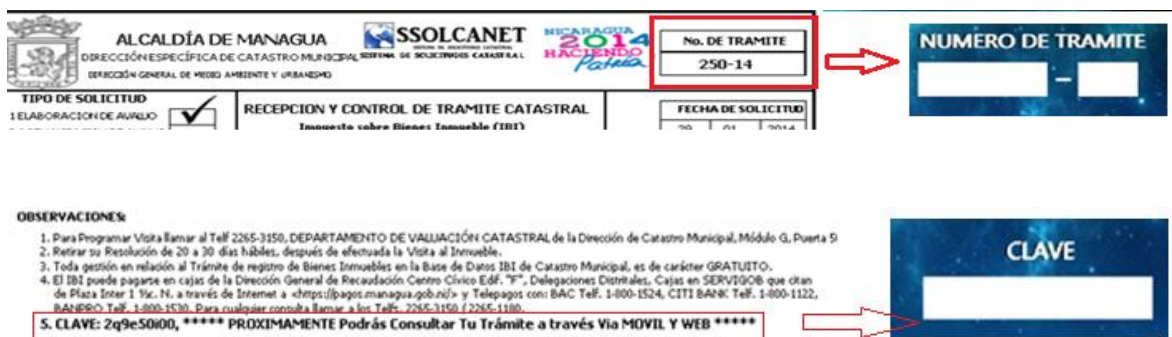 ALCALDÍA DE MANAGUA
DIRECCIÓN ESPECÍFICA DE CATASTRO MUNICIPAL
DIRECCIÓN GENERAL DE MEDIO AMBIENTE Y URBANISMO
SSOLCANET
SISTEMA DE SOLICITUDES CATASTRAL
NICARAGUA
2014
HACIENDO
Patria
No. DE TRAMITE
250-14
NUMERO DE TRAMITE
–
TIPO DE SOLICITUD
1 ELABORACION DE AVALUO
RECEPCION Y CONTROL DE TRAMITE CATASTRAL
Impuesto sobre Bienes Inmueble (IBI)
FECHA DE SOLICITUD
29 01 2014
OBSERVACIONES:
1. Para Programar Visita llamar al Telf 2265-3150, DEPARTAMENTO DE VALUACIÓN CATASTRAL de la Dirección de Catastro Municipal, Módulo G, Puerta 9
2. Retirar su Resolución de 20 a 30 días hábiles, después de efectuada la Visita al Inmueble.
3. Toda gestión en relación al Trámite de registro de Bienes Inmuebles en la Base de Datos IBI de Catastro Municipal, es de carácter GRATUITO.
4. El IBI puede pagarse en cajas de la Dirección General de Recaudación Centro Cívico Edif. "F", Delegaciones Distritales, Cajas en SERVIGOB que citan
de Plaza Inter 1 ½c. N. a través de Internet a <https://pagos.managua.gob.ni/> y Telepagos con: BAC Telf. 1-800-1524, CITI BANK Telf. 1-800-1122,
BANPRO Telf. 1-800-1530. Para cualquier consulta llamar a los Telfs. 2265-3150 / 2265-1180.
5. CLAVE: 2q9e50i00, ***** PROXIMAMENTE Podrás Consultar Tu Trámite a través Via MOVIL Y WEB *****
CLAVE